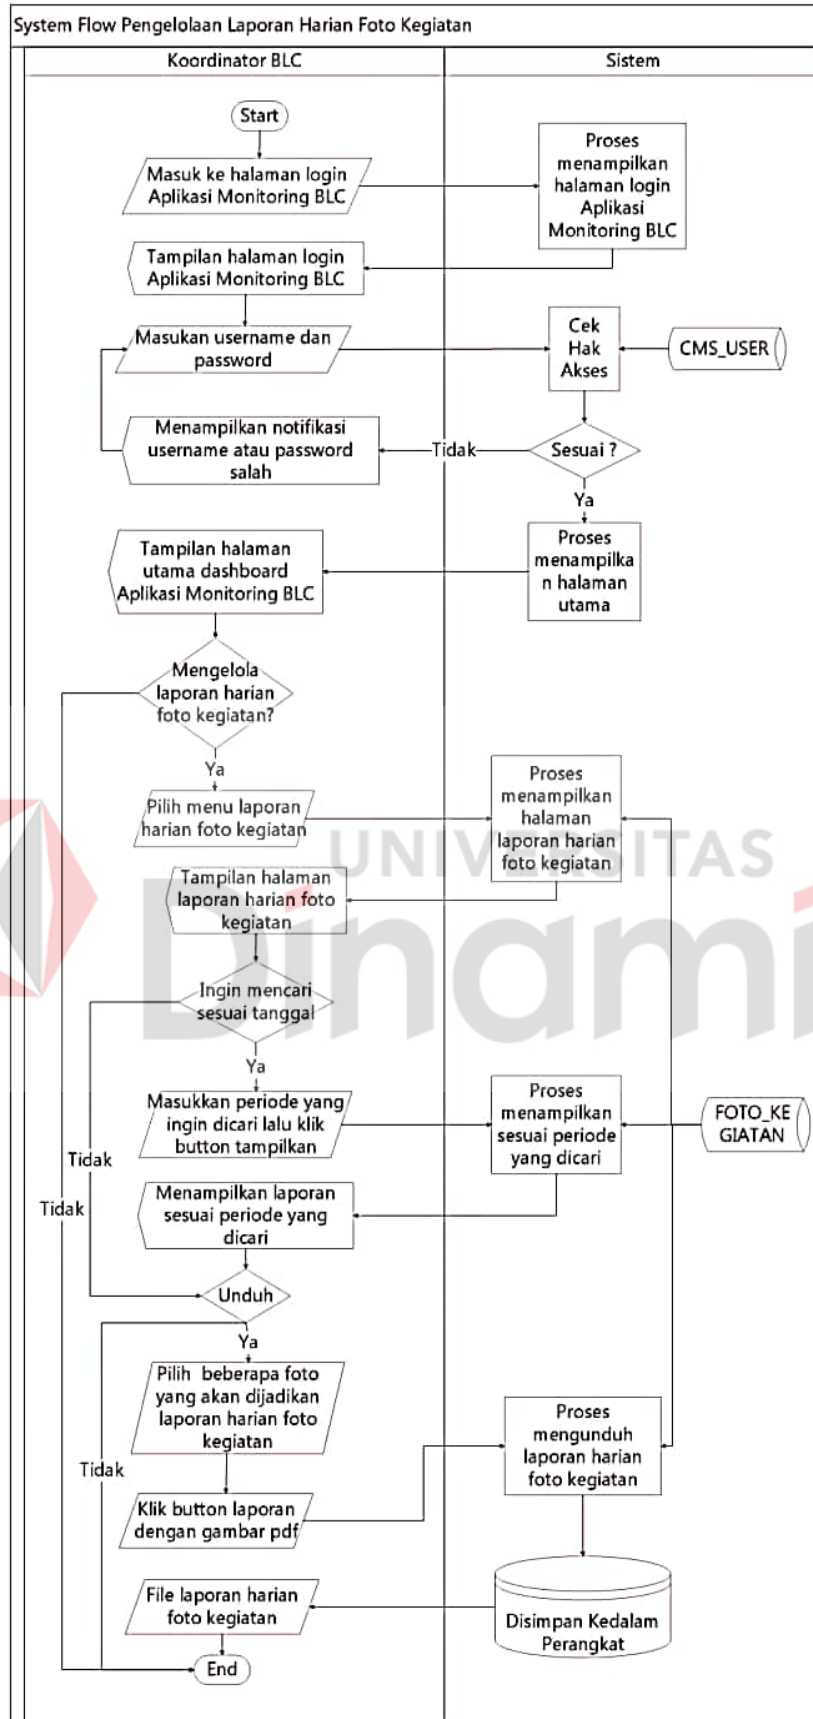 System Flow Pengelolaan Laporan Harian Foto Kegiatan
Koordinator BLC
Sistem
Start
Masuk ke halaman login
Aplikasi Monitoring BLC
Proses
menampilkan
halaman login
Aplikasi
Monitoring BLC
Tampilan halaman login
Aplikasi Monitoring BLC
Masukan username dan
password
Cek
Hak
Akses
CMS_USER
Menampilkan notifikasi
username atau password
salah
Tidak
Sesuai ?
Ya
Tampilan halaman
utama dashboard
Aplikasi Monitoring BLC
Proses
menampilka
n halaman
utama
Mengelola
laporan harian
foto kegiatan?
Ya
Pilih menu laporan
harian foto kegiatan
Proses
menampilkan
halaman
laporan harian
foto kegiatan
UNIVERSITAS
Dinami
Tampilan halaman
laporan harian foto
kegiatan
Ingin mencari
sesuai tanggal
Ya
Masukkan periode yang
ingin dicari lalu klik
button tampilkan
Proses
menampilkan
sesuai periode
yang dicari
FOTO_KE
GIATAN
Tidak
Tidak
Menampilkan laporan
sesuai periode yang
dicari
Unduh
Ya
Pilih beberapa foto
yang akan dijadikan
laporan harian foto
kegiatan
Proses
mengunduh
laporan harian
foto kegiatan
Tidak
Klik button laporan
dengan gambar pdf
File laporan harian
foto kegiatan
Disimpan Kedalam
Perangkat
End